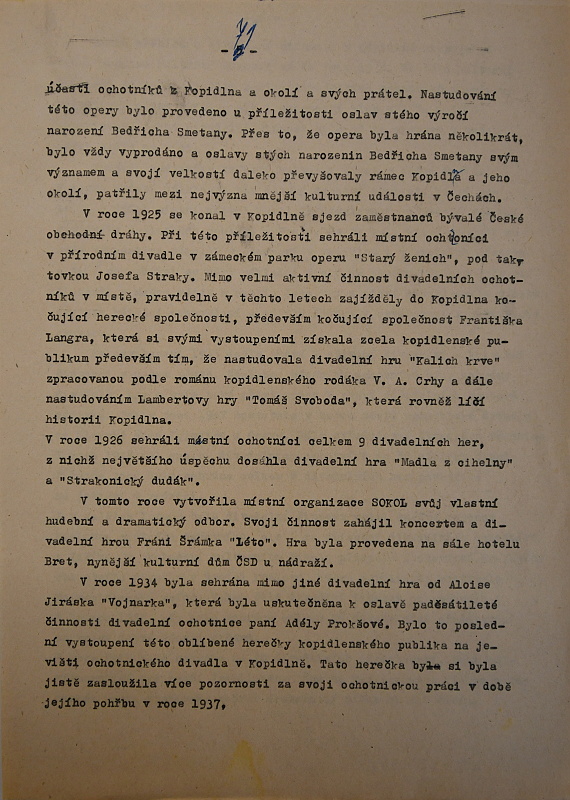 - 71 -
účasti ochotníků z Kopidlna a okolí a svých prátel. Nastudování
této opery bylo provedeno u příležitosti oslav stého výročí
narození Bedřicha Smetany. Přes to, že opera byla hrána několikrát,
bylo vždy vyprodáno a oslavy stých narozenin Bedřicha Smetany svým
významem a svojí velkostí daleko převyšovaly rámec Kopidla a jeho
okolí, patřily mezi nejvýzna mnější kulturní události v Čechách.
V roce 1925 se konal v Kopidlně sjezd zaměstnanců bývalé České
obchodní dráhy. Při této příležitosti sehráli místní ochtoníci
v přírodním divadle v zámeckém parku operu "Starý ženich", pod tak-
tovkou Josefa Straky. Mimo velmi aktivní činnost divadelních ochot-
níků v místě, pravidelně v těchto letech zajížděly do Kopidlna ko-
čující herecké společnosti, především kočující společnost Františka
Langra, která si svými vystoupeními získala zcela kopidlenské pu-
blikum především tím, že nastudovala divadelní hru "Kalich krve"
zpracovanou podle románu kopidlenského rodáka V. A. Crhy a dále
nastudováním Lambertovy hry "Tomáš Svoboda", která rovněž líčí
historii Kopidlna.
V roce 1926 sehráli místní ochotníci celkem 9 divadelních her,
z nichž největšího úspěchu dosáhla divadelní hra "Madla z cihelny"
a "Strakonický dudák".
V tomto roce vytvořila místní organizace SOKOL svůj vlastní
hudební a dramatický odbor. Svoji činnost zahájil koncertem a di-
vadelní hrou Fráni Šrámka "Léto". Hra byla provedena na sále hotelu
Bret, nynější kulturní dům ČSD u nádraží.
V roce 1934 byla sehrána mimo jiné divadelní hra od Aloise
Jiráska "Vojnarka", která byla uskutečněna k oslavě paděsátileté
činnosti divadelní ochotnice paní Adély Prokšové. Bylo to posled-
ní vystoupení této oblíbené herečky kopidlenského publika na je-
višti ochotnického divadla v Kopidlně. Tato herečka byla si byla
jistě zasloužila více pozornosti za svoji ochotnickou práci v době
jejího pohřbu v roce 1937.